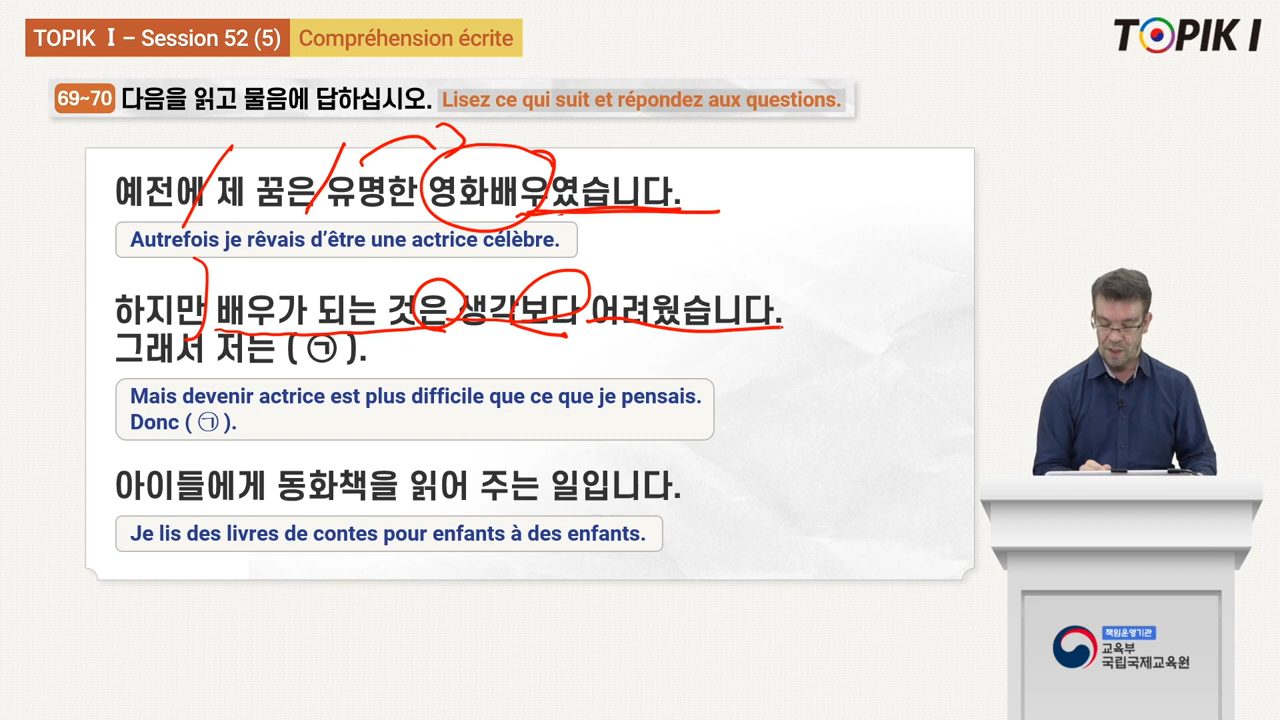 TOPIK I – Session 52 (5) Compréhension écrite
TOPIK I
69~70 다음을 읽고 물음에 답하십시오. Lisez ce qui suit et répondez aux questions.
예전에 제 꿈은 유명한 영화배우였습니다.
Autrefois je rêvais d'être une actrice célèbre.
하지만 배우가 되는 것은 생각보다 어려웠습니다.
그래서 저는 ( ㉠ ).
Mais devenir actrice est plus difficile que ce que je pensais.
Donc ( ㉠ ).
아이들에게 동화책을 읽어 주는 일입니다.
Je lis des livres de contes pour enfants à des enfants.
책임운영기관
교육부
국립국제교육원